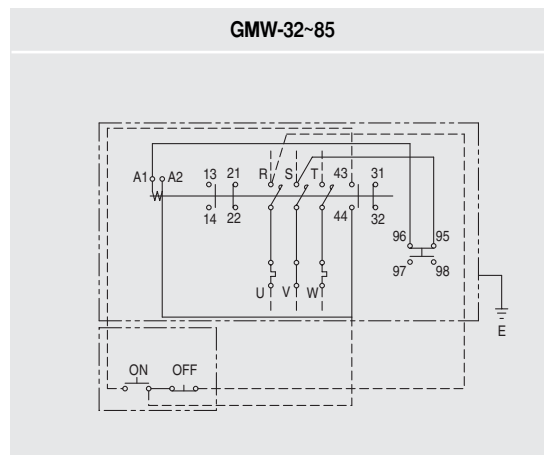 GMW-32~85
A1 A2 13 21 R S T 43 31
14 22 44 32
96 95
97 98
U V W
E
ON OFF